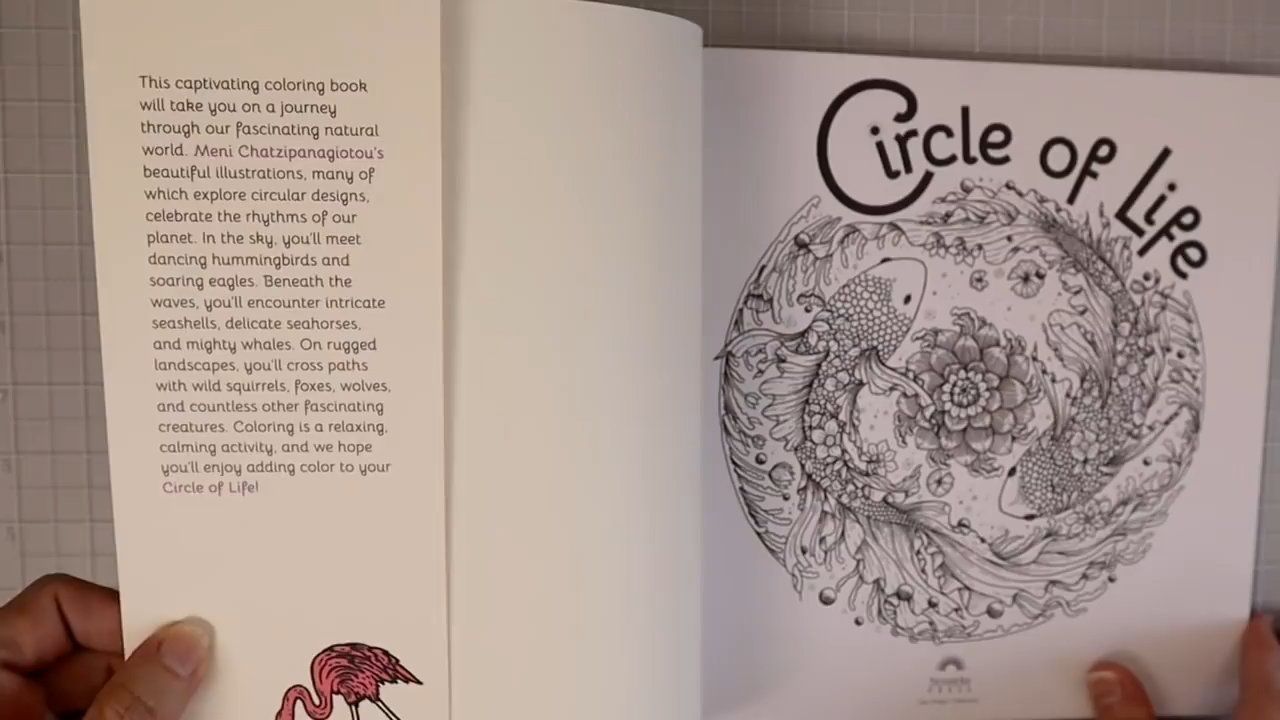 This captivating coloring book
will take you on a journey
through our fascinating natural
world. Meni Chatzipanagiotou's
beautiful illustrations, many of
which explore circular designs,
celebrate the rhythms of our
planet. In the sky, you'll meet
dancing hummingbirds and
soaring eagles. Beneath the
waves, you'll encounter intricate
seashells, delicate seahorses,
and mighty whales. On rugged
landscapes, you'll cross paths
with wild squirrels, foxes, wolves,
and countless other fascinating
creatures. Coloring is a relaxing,
calming activity, and we hope
you'll enjoy adding color to your
Circle of Life!
Circle of Life